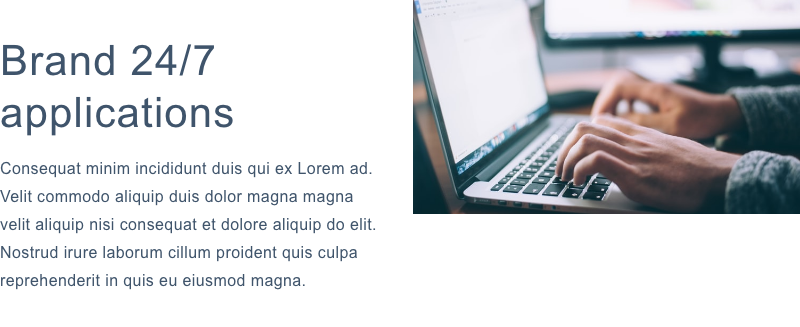 Brand 24/7
applications
Consequat minim incididunt duis qui ex Lorem ad.
Velit commodo aliquip duis dolor magna magna
velit aliquip nisi consequat et dolore aliquip do elit.
Nostrud irure laborum cillum proident quis culpa
reprehenderit in quis eu eiusmod magna.